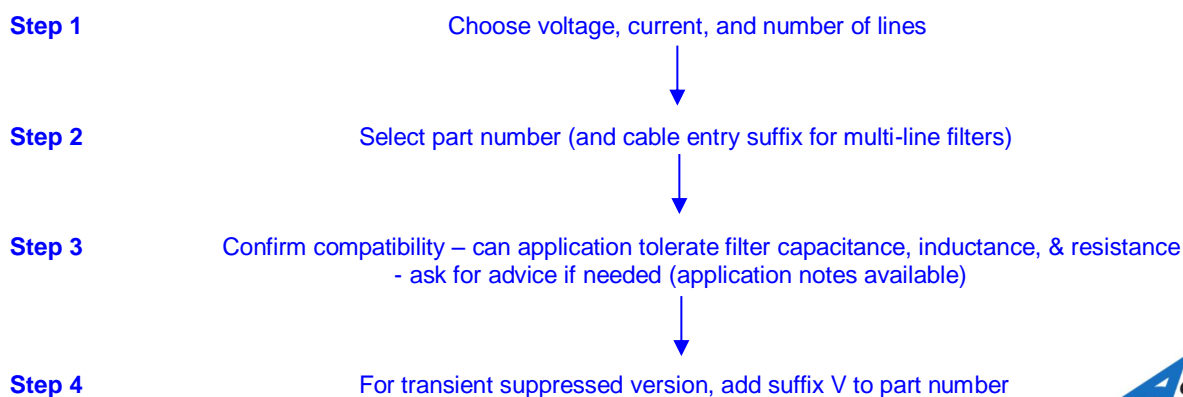 Step 1 Choose voltage, current, and number of lines
Step 2 Select part number (and cable entry suffix for multi-line filters)
Step 3 Confirm compatibility – can application tolerate filter capacitance, inductance, & resistance
- ask for advice if needed (application notes available)
Step 4 For transient suppressed version, add suffix V to part number